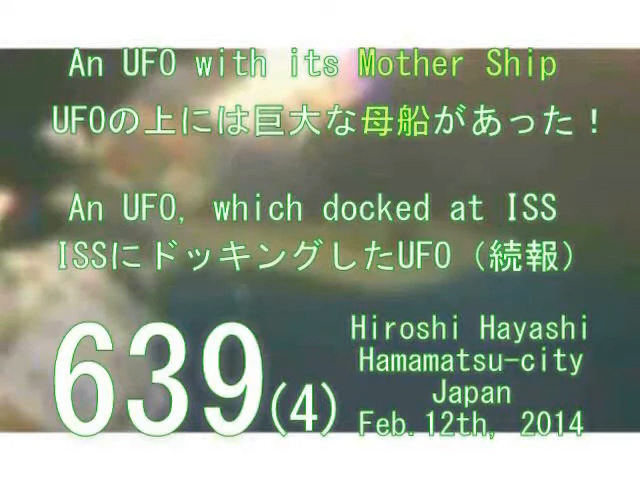 An UFO with its Mother Ship
UFOの上には巨大な母船があった！
An UFO, which docked at ISS
ISSにドッキングしたUFO（続報）
639(4)
Hiroshi Hayashi
Hamamatsu-city
Japan
Feb.12th, 2014